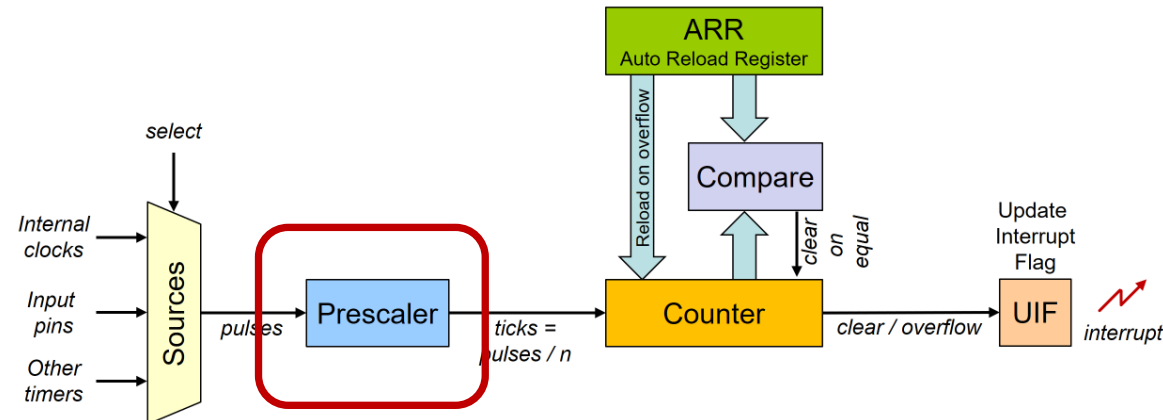 ARR
Auto Reload Register
select
Reload on overflow
Compare
Internal
clocks
clear
on
equal
Update
Interrupt
Flag
Sources
Input
pins
pulses
Prescaler
ticks =
pulses / n
Counter
clear / overflow
UIF
interrupt
Other
timers